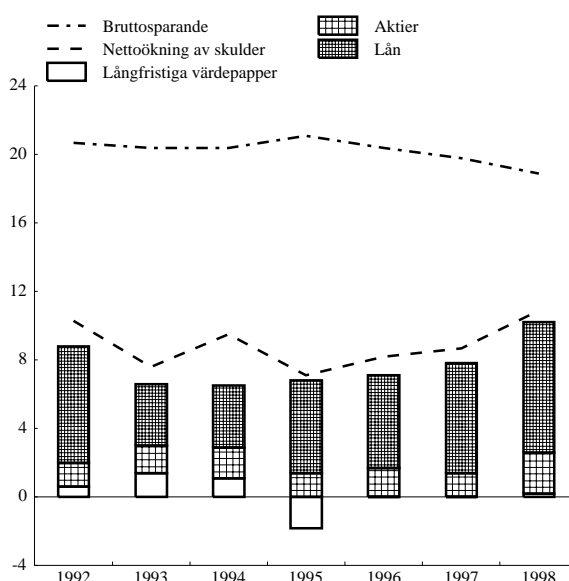 Bruttosparande
Nettoökning av skulder
Långfristiga värdepapper
Aktier
Lån
24
20
16
12
8
4
0
-4
1992 1993 1994 1995 1996 1997 1998